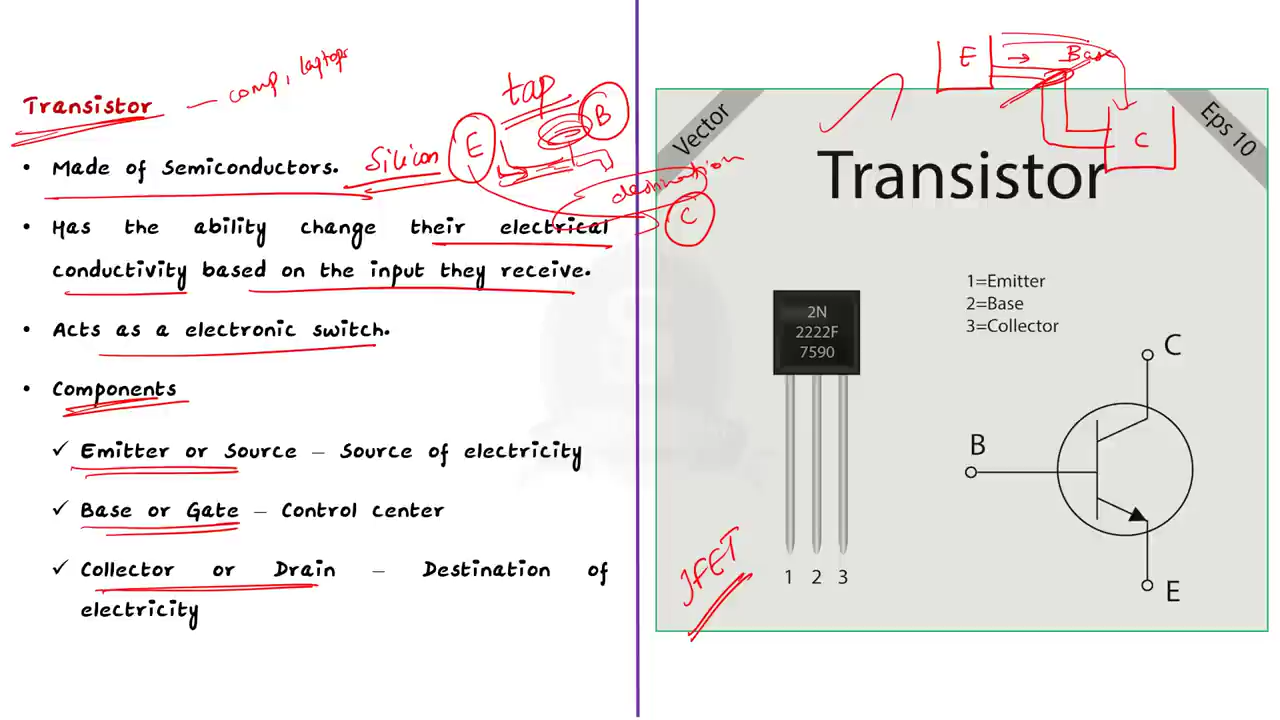 Transistor
comp, laptops
tap
• Made of Semiconductors.
Silicon
E
B
destination
C
• Has the ability change their electrical
conductivity based on the input they receive.
• Acts as a electronic switch.
• Components
✓ Emitter or Source – Source of electricity
✓ Base or Gate – Control center
✓ Collector or Drain – Destination of
electricity
E
Base
C
Vector
Eps 10
Transistor
1=Emitter
2=Base
3=Collector
2N
2222F
7590
C
B
E
1 2 3
JFET